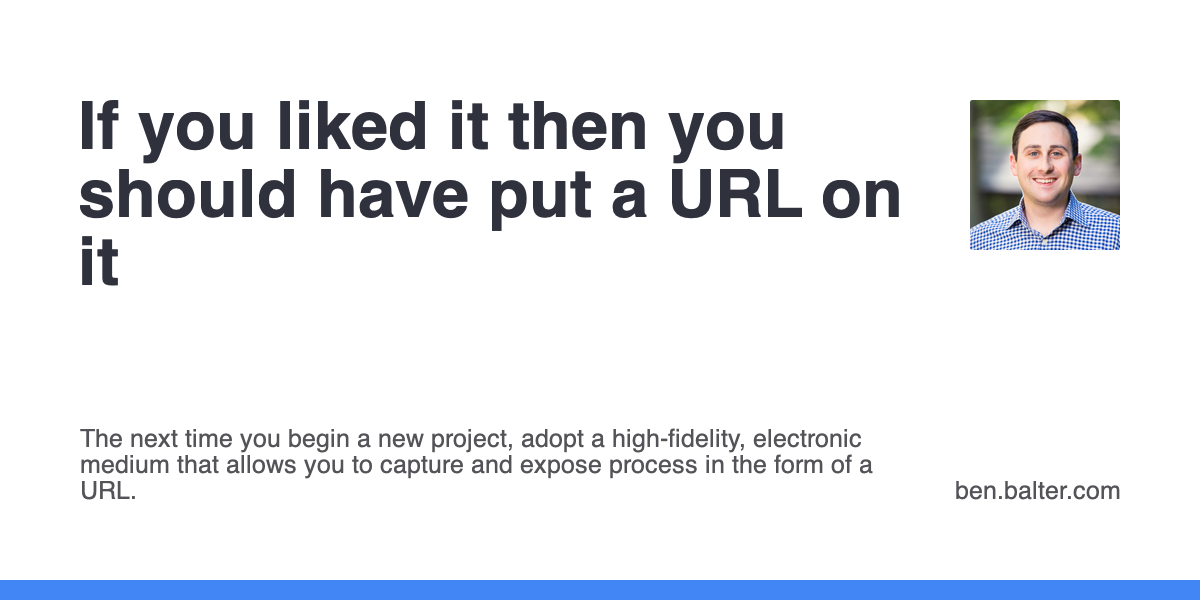 If you liked it then you
should have put a URL on
it
The next time you begin a new project, adopt a high-fidelity, electronic
medium that allows you to capture and expose process in the form of a
URL.
ben.balter.com